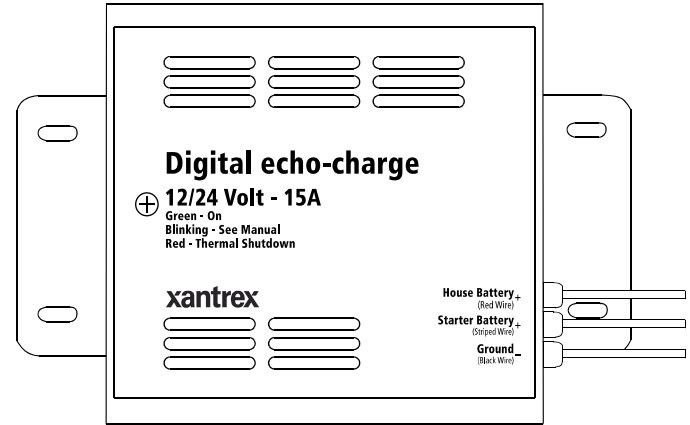 Digital echo-charge
12/24 Volt - 15A
Green - On
Blinking - See Manual
Red - Thermal Shutdown
xantrex
House Battery +
(Red Wire)
Starter Battery +
(Striped Wire)
Ground -
(Black Wire)